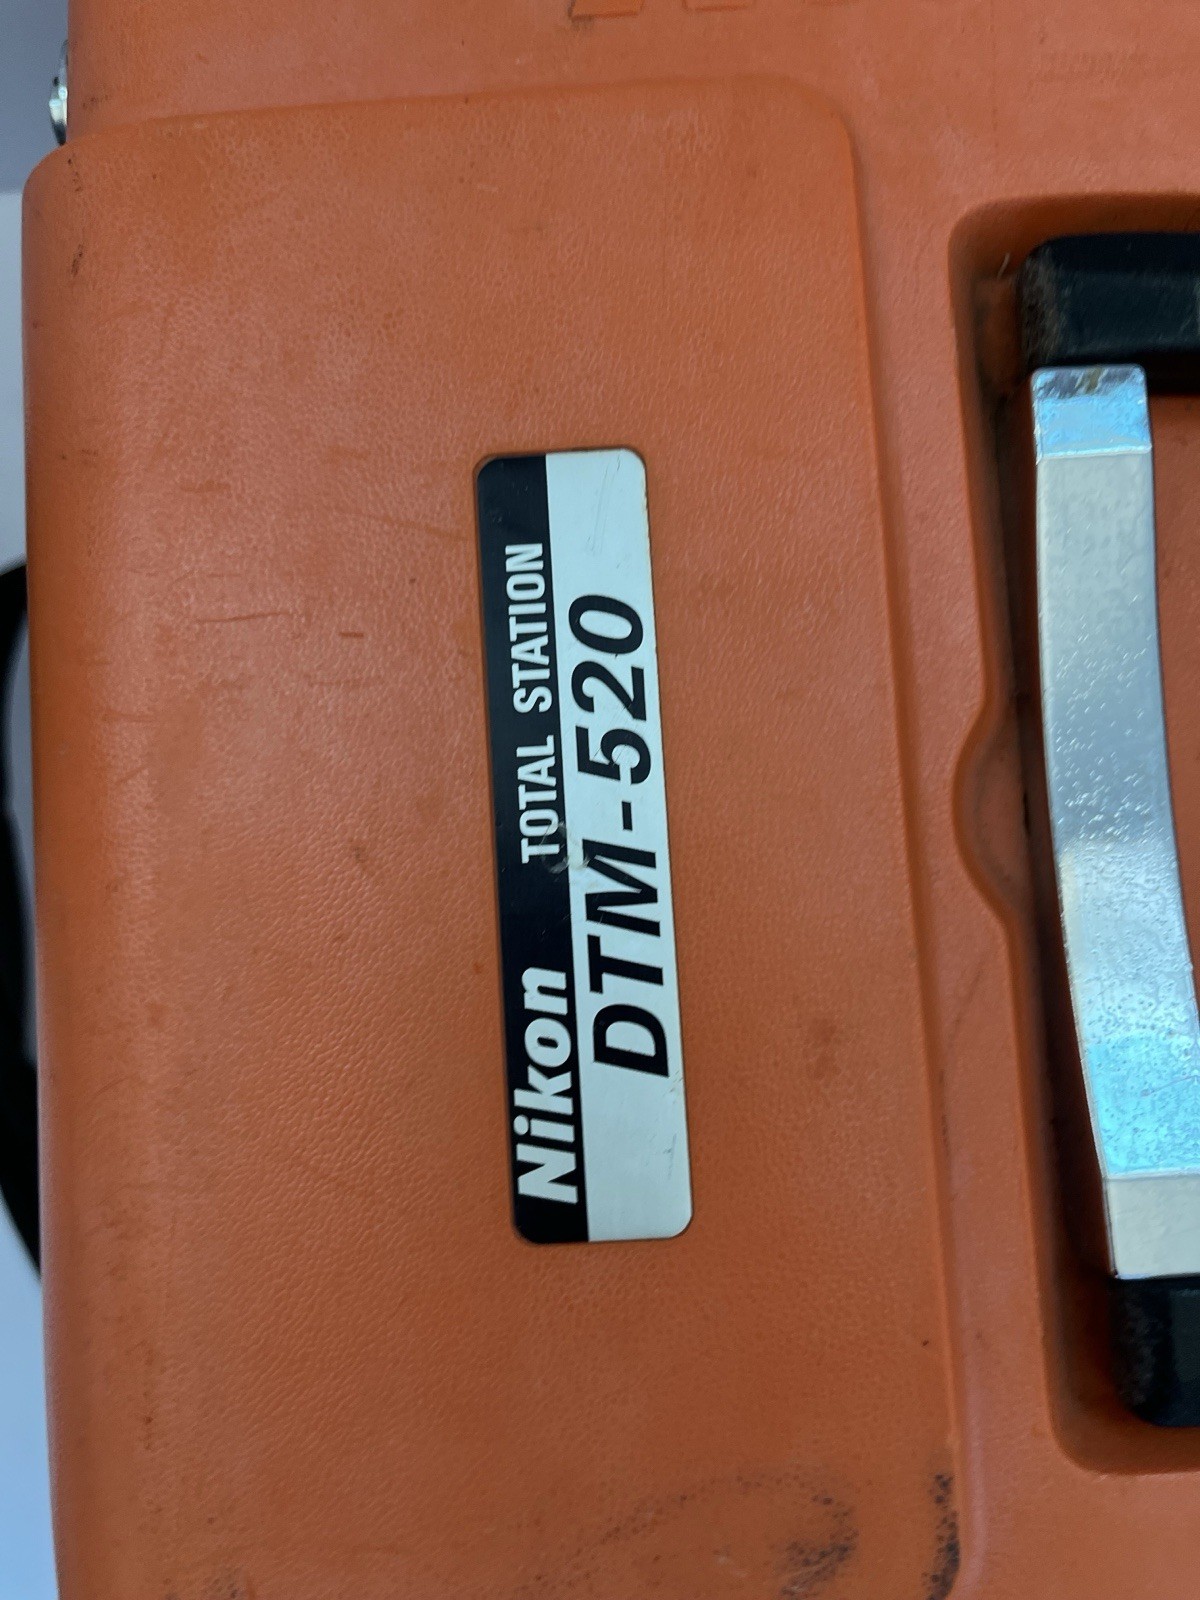 Nikon TOTAL STATION
DTM-520